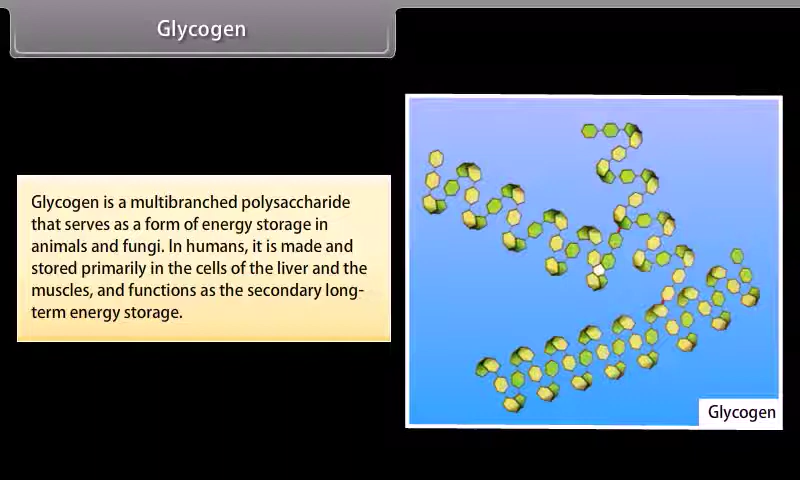 Glycogen
Glycogen is a multibranched polysaccharide
that serves as a form of energy storage in
animals and fungi. In humans, it is made and
stored primarily in the cells of the liver and the
muscles, and functions as the secondary long-
term energy storage.
Glycogen